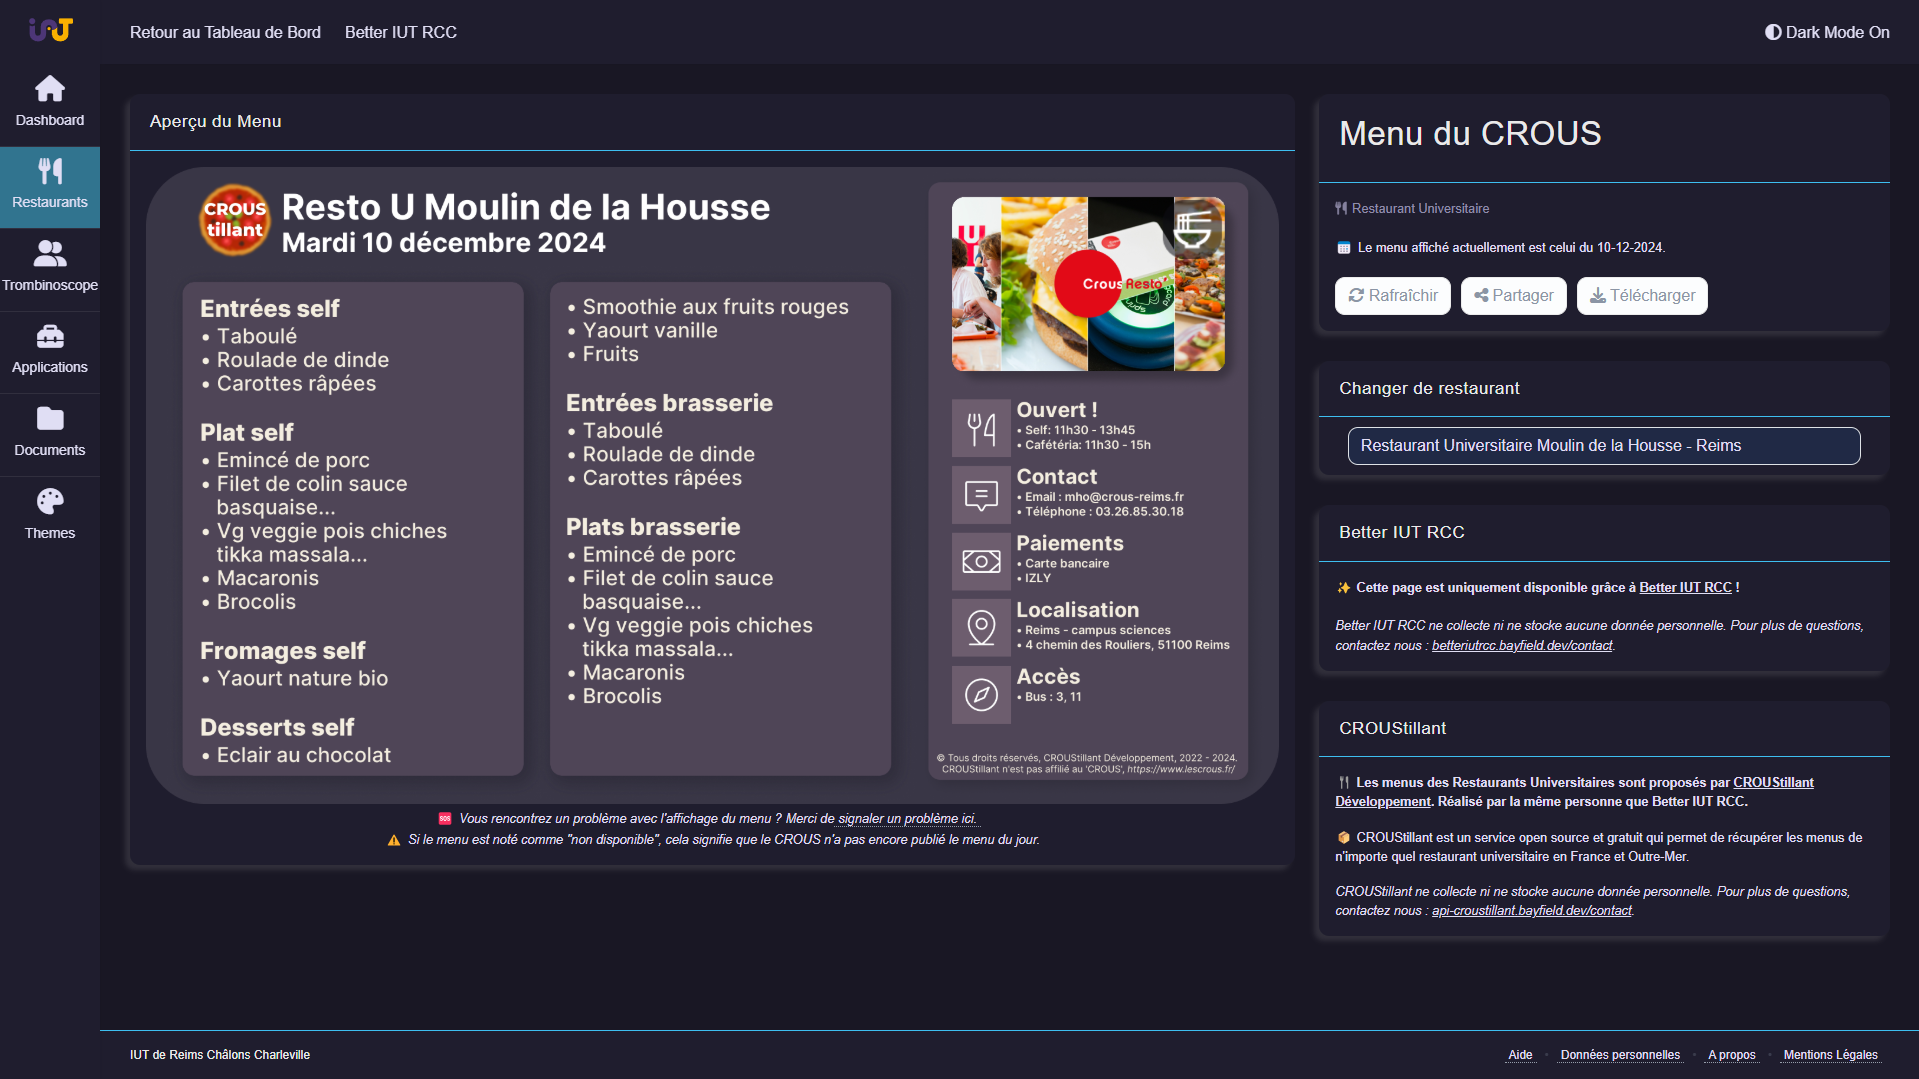 iUT
Retour au Tableau de Bord
Better IUT RCC
Dark Mode On
Dashboard
Restaurants
Trombinoscope
Applications
Documents
Themes
Aperçu du Menu
CROUS
tillant
Resto U Moulin de la Housse
Mardi 10 décembre 2024
Entrées self
• Taboulé
• Roulade de dinde
• Carottes râpées
Plat self
• Emincé de porc
• Filet de colin sauce
basquaise...
• Vg veggie pois chiches
tikka massala...
• Macaronis
• Brocolis
Fromages self
• Yaourt nature bio
Desserts self
• Eclair au chocolat
• Smoothie aux fruits rouges
• Yaourt vanille
• Fruits
Entrées brasserie
• Taboulé
• Roulade de dinde
• Carottes râpées
Plats brasserie
• Emincé de porc
• Filet de colin sauce
basquaise...
• Vg veggie pois chiches
tikka massala...
• Macaronis
• Brocolis
Crous Resto'
Ouvert !
• Self: 11h30 - 13h45
• Cafétéria: 11h30 - 15h
Contact
• Email : mho@crous-reims.fr
• Téléphone : 03.26.85.30.18
Paiements
• Carte bancaire
• IZLY
Localisation
• Reims - campus sciences
• 4 chemin des Rouliers, 51100 Reims
Accès
• Bus : 3, 11
© Tous droits réservés, CROUStillant Développement, 2022 - 2024.
CROUStillant n'est pas affilié au 'CROUS', https://www.lescrous.fr/
SOS Vous rencontrez un problème avec l'affichage du menu ? Merci de signaler un problème ici.
Si le menu est noté comme "non disponible", cela signifie que le CROUS n'a pas encore publié le menu du jour.
Menu du CROUS
Restaurant Universitaire
Le menu affiché actuellement est celui du 10-12-2024.
Rafraîchir
Partager
Télécharger
Changer de restaurant
Restaurant Universitaire Moulin de la Housse - Reims
Better IUT RCC
Cette page est uniquement disponible grâce à Better IUT RCC !
Better IUT RCC ne collecte ni ne stocke aucune donnée personnelle. Pour plus de questions,
contactez nous : betteriutrcc.bayfield.dev/contact.
CROUStillant
Les menus des Restaurants Universitaires sont proposés par CROUStillant
Développement. Réalisé par la même personne que Better IUT RCC.
CROUStillant est un service open source et gratuit qui permet de récupérer les menus de
n'importe quel restaurant universitaire en France et Outre-Mer.
CROUStillant ne collecte ni ne stocke aucune donnée personnelle. Pour plus de questions,
contactez nous : api-croustillant.bayfield.dev/contact.
IUT de Reims Châlons Charleville
Aide
Données personnelles
A propos
Mentions Légales